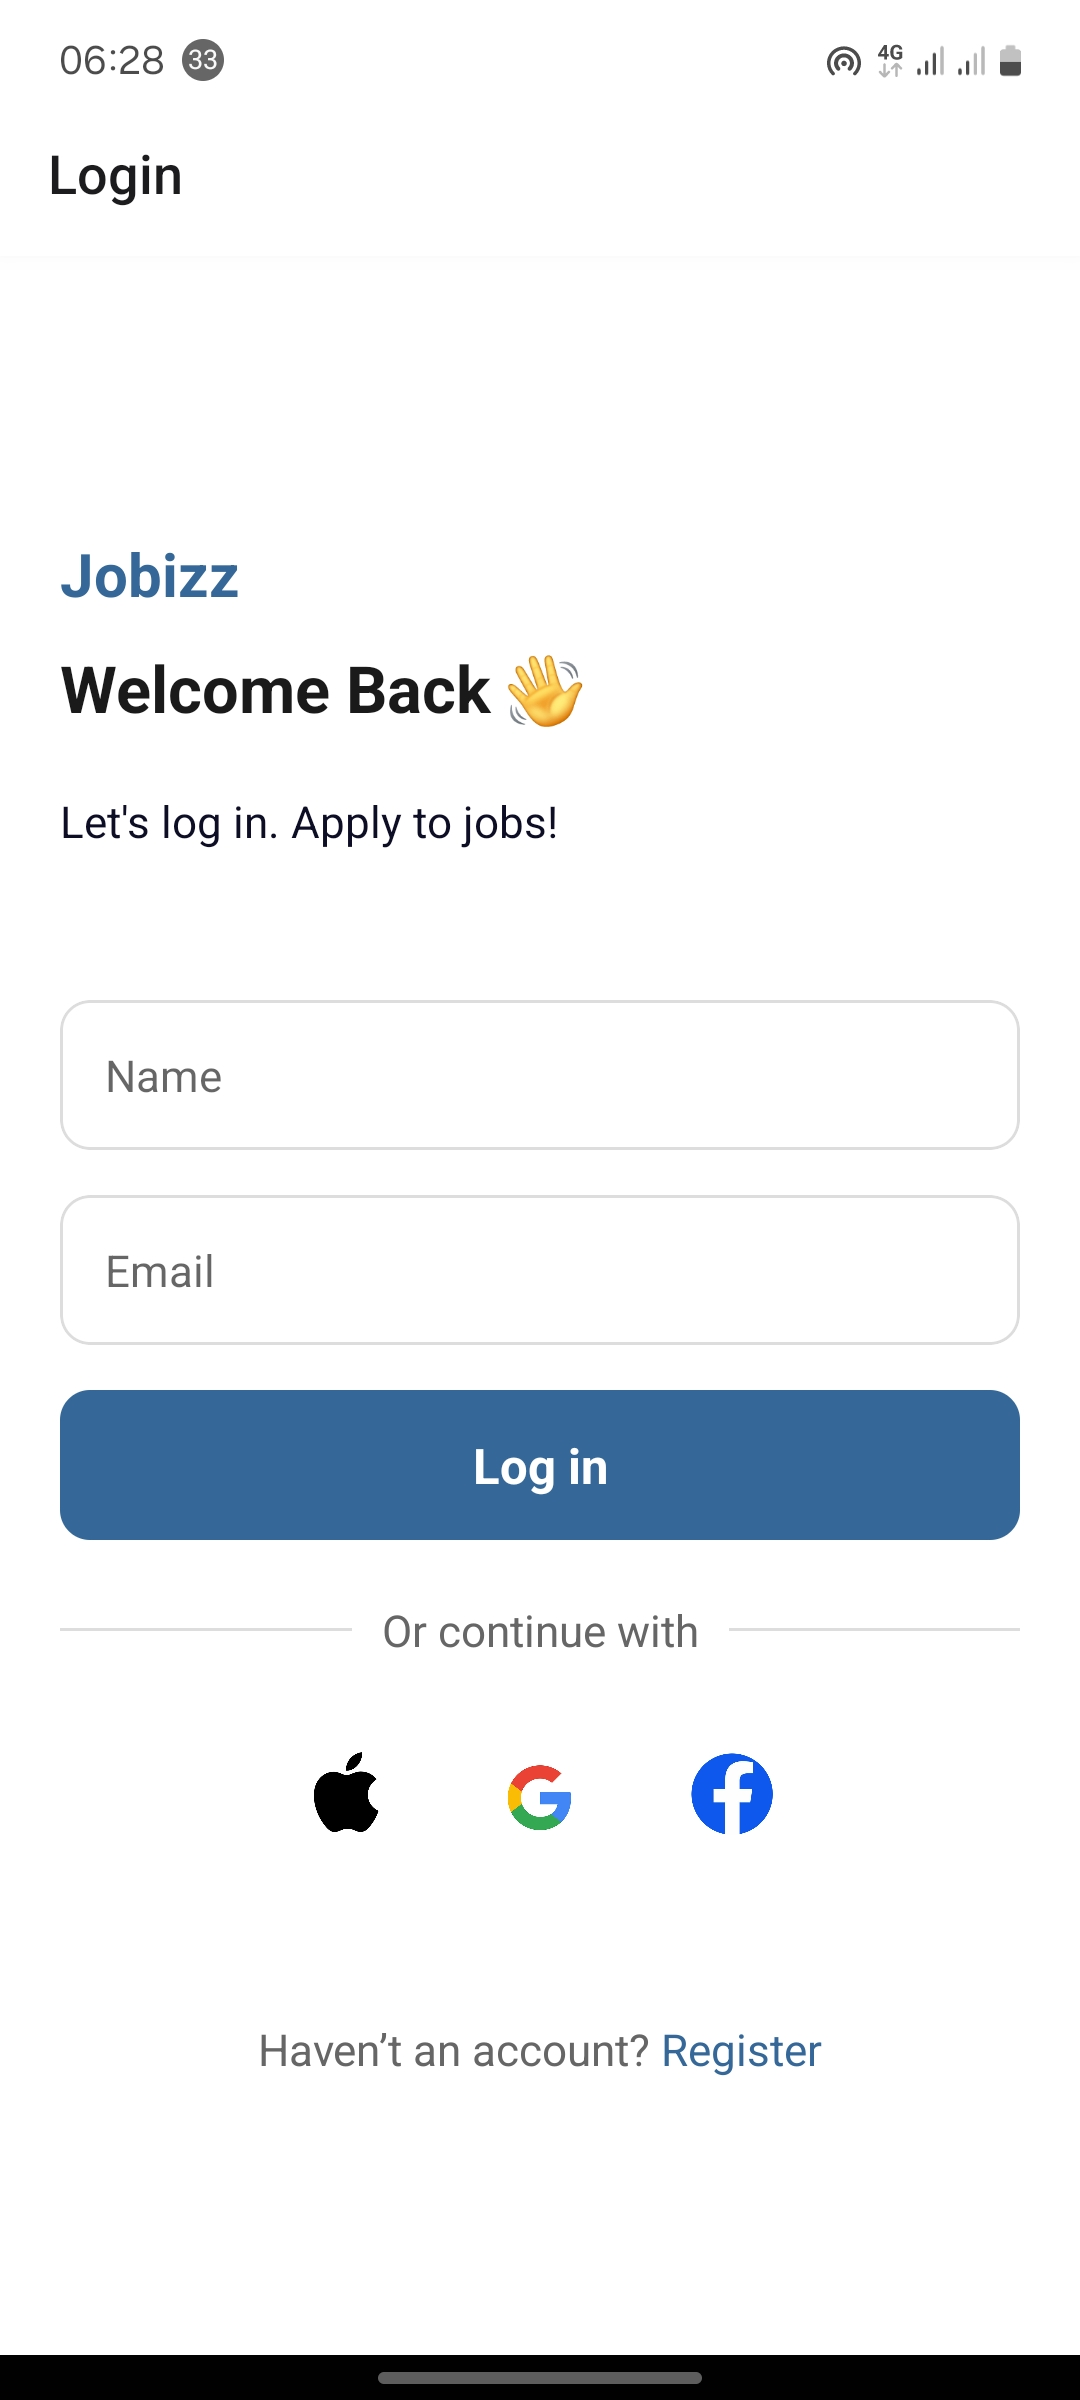 06:28 33 4G
Login
Jobizz
Welcome Back 👋
Let's log in. Apply to jobs!
Name
Email
Log in
Or continue with
Haven’t an account? Register